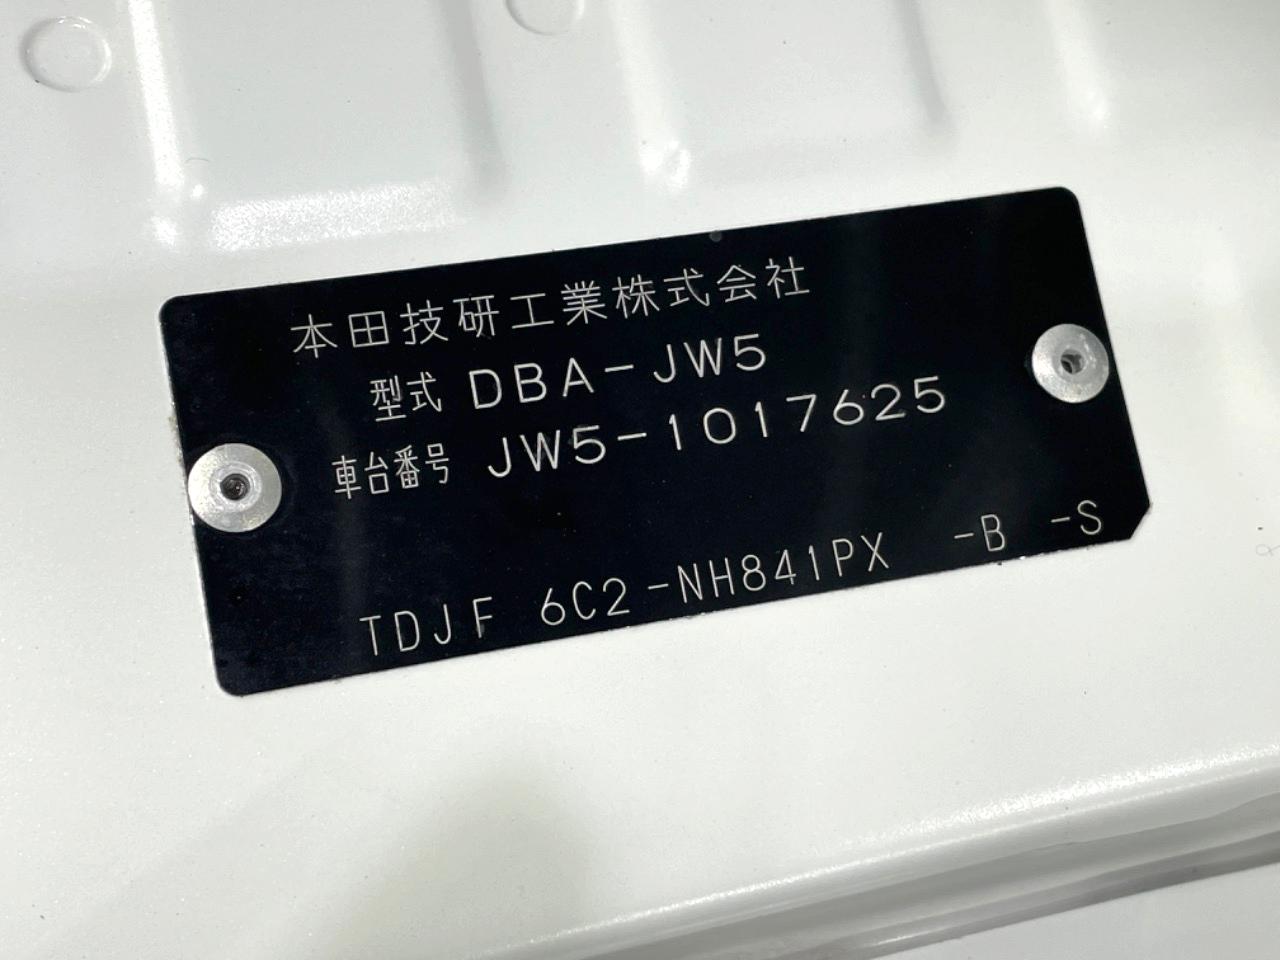 本田技研工業株式会社
型式 DBA-JW5
車台番号 JW5-1017625
TDJF 6C2-NH841PX -B -S